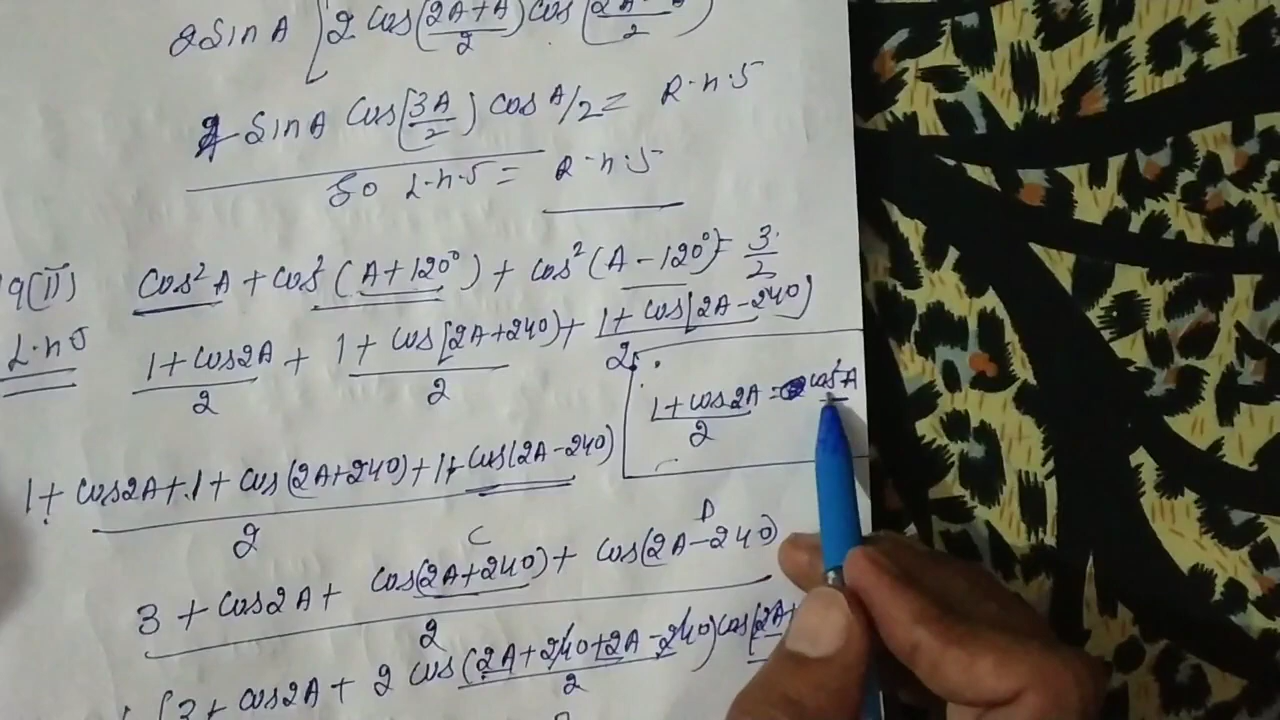 2 Sin A [2 Cos(2A+A/2) Cos(
4 Sin A Cos(3A/2) Cos A/2 = R.H.S
So L.H.S = R.H.S
9(II) Cos²A + Cos²(A+120°) + Cos²(A-120°) = 3/2
L.H.S 1+Cos2A/2 + 1+Cos(2A+240)/2 + 1+Cos(2A-240)/2
1+Cos2A/2 = Cos²A
1+Cos2A+1+Cos(2A+240)+1+Cos(2A-240)/2
C D
3+Cos2A+Cos(2A+240)+Cos(2A-240)/2
[3+Cos2A+2 Cos(2A+240+2A-240)/2 Cos(2A+